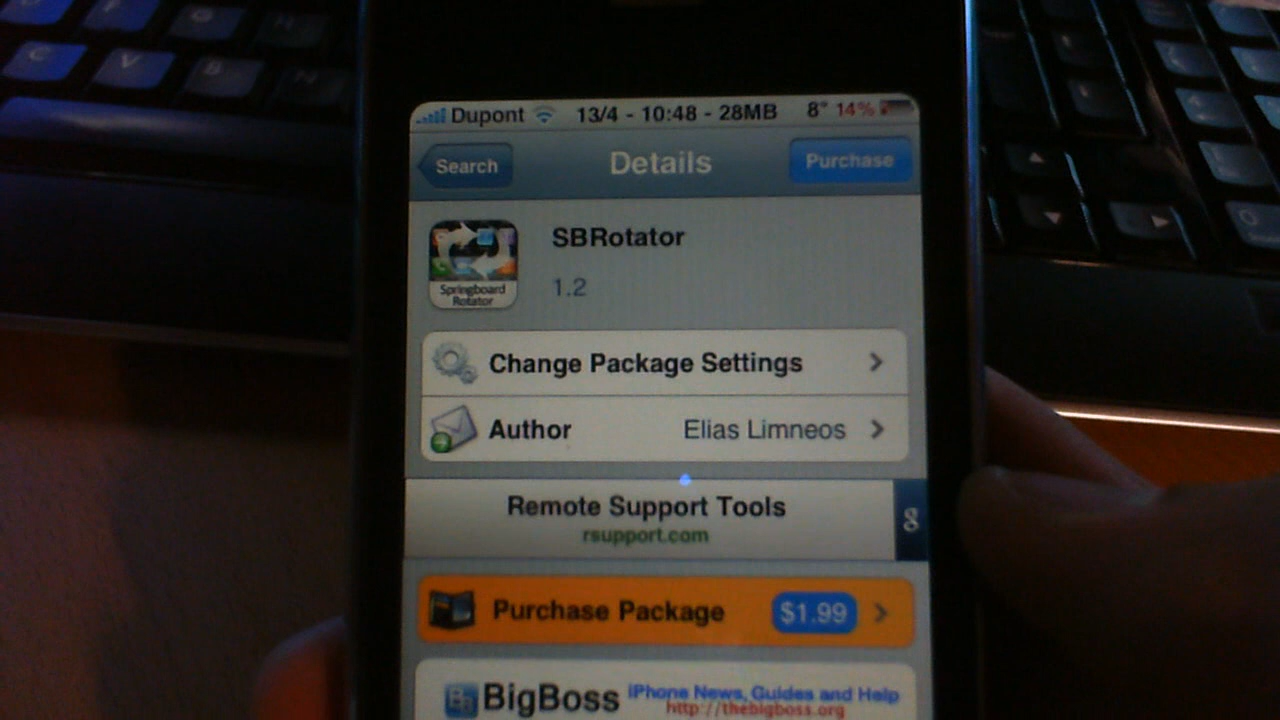 Dupont 13/4 - 10:48 - 28MB 8° 14%
Search Details Purchase
SBRotator
1.2
Springboard
Rotator
Change Package Settings
Author Elias Limneos
Remote Support Tools
rsupport.com
g
Purchase Package $1.99
BigBoss iPhone News, Guides and Help
http://thebigboss.org
C V B N